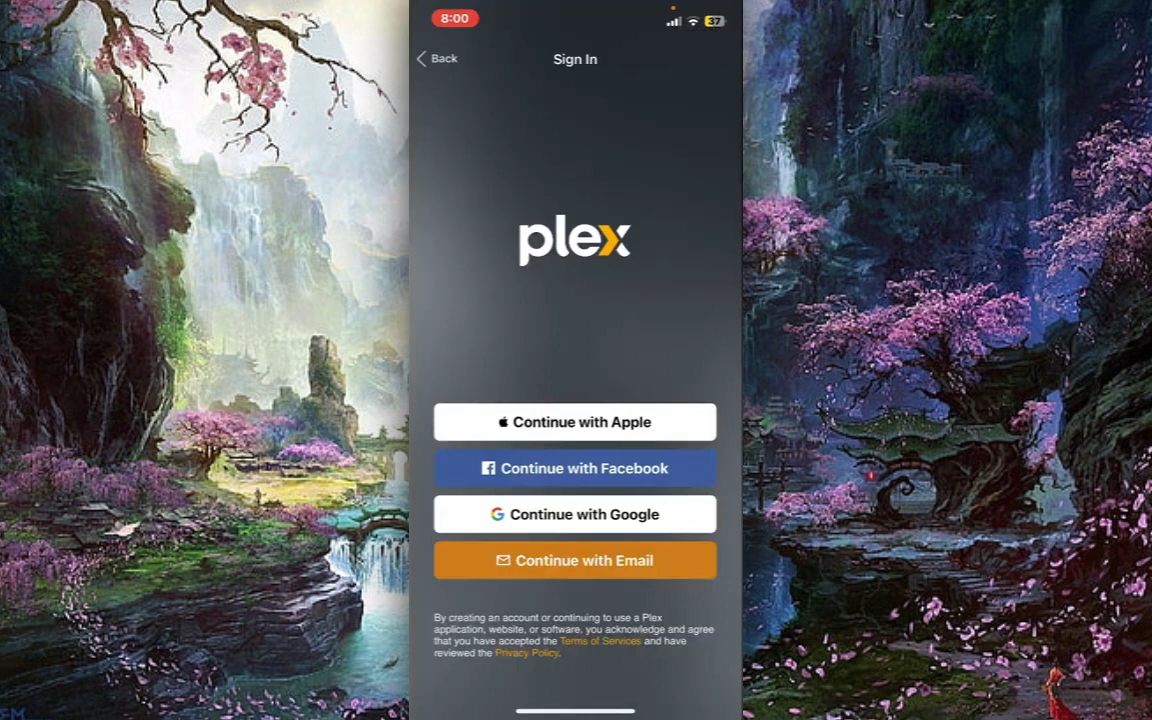 8:00
37
Back
Sign In
plex
Continue with Apple
Continue with Facebook
Continue with Google
Continue with Email
By creating an account or continuing to use a Plex
application, website, or software, you acknowledge and agree
that you have accepted the Terms of Services and have
reviewed the Privacy Policy.
FM